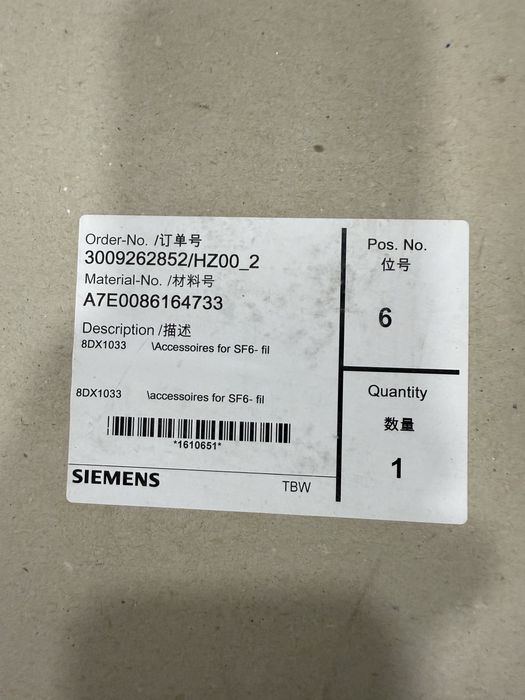 Order-No. /订单号
3009262852/HZ00_2
Material-No. /材料号
A7E0086164733
Description /描述
8DX1033 \Accessoires for SF6- fil
8DX1033 \accessoires for SF6- fil
*1610651*
SIEMENS
TBW
Pos. No.
位号
6
Quantity
数量
1